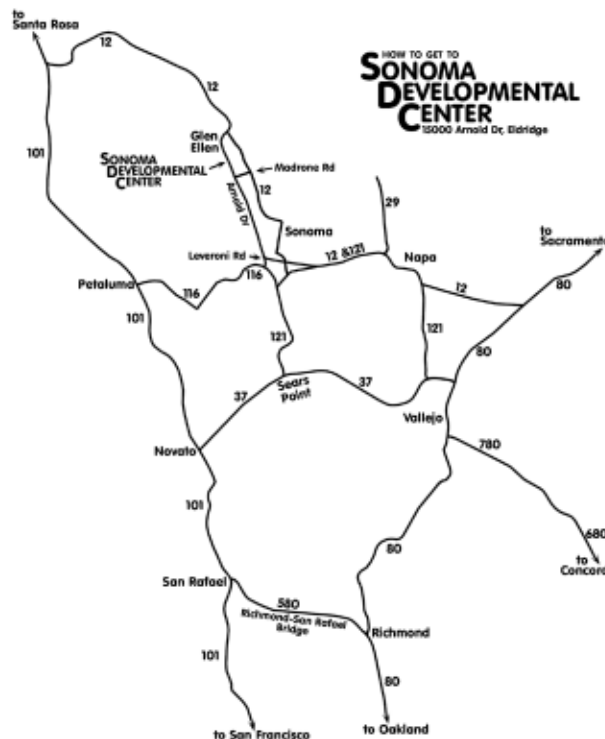 to
Santa Rosa
12
HOW TO GET TO
SONOMA
DEVELOPMENTAL
CENTER
15000 Arnold Dr, Eldridge
12
101
Glen
Ellen
SONOMA
DEVELOPMENTAL
CENTER
Madrone Rd
12
Arnold Dr
29
Sonoma
to
Sacramento
Leveroni Rd
12 &121
Napa
116
12
80
Petaluma
116
101
121
121
80
37
Sears
Point
37
Vallejo
Novato
780
101
680
to
Concord
80
San Rafael
580
Richmond-San Rafael
Bridge
Richmond
101
80
to San Francisco
to Oakland